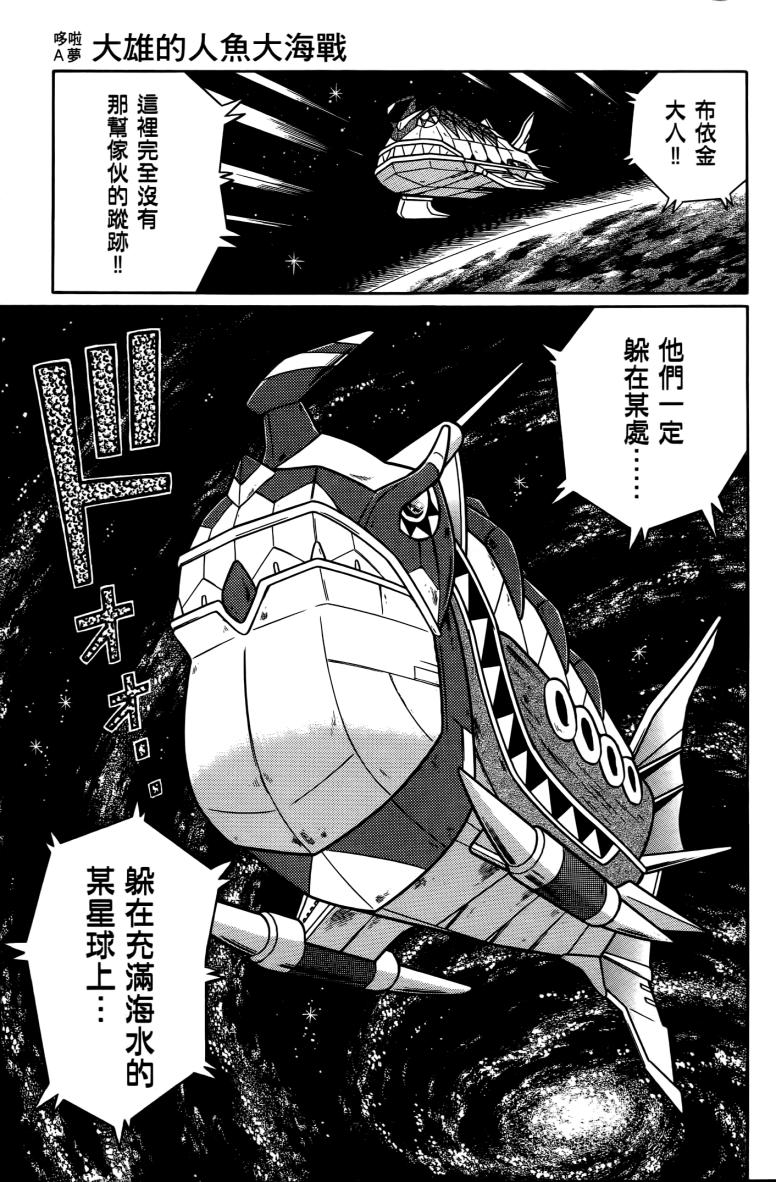 哆啦
A夢
大雄的人魚大海戰
布依金
大人!!
這裡完全沒有
那幫傢伙的蹤跡!!
他們一定
躲在某處……
ドオオ…
躲在充滿海水的
某星球上…